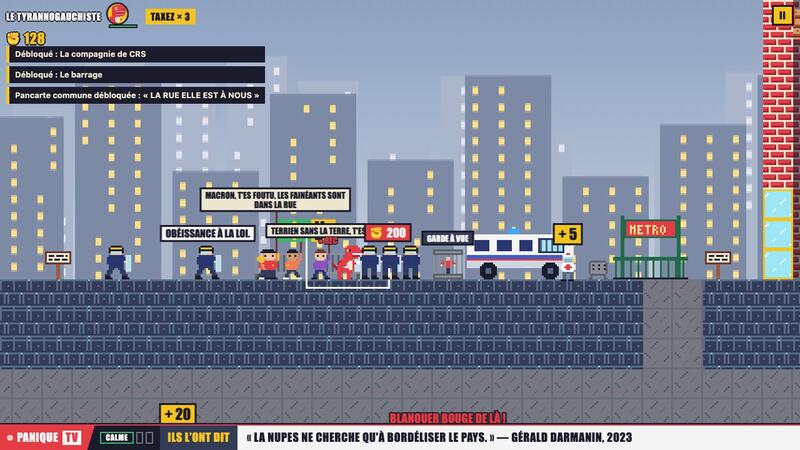 LE TYRANNOGAUCHISTE
TAXEZ × 3
128
Débloqué : La compagnie de CRS
Débloqué : Le barrage
Pancarte commune débloquée : « LA RUE ELLE EST À NOUS »
MACRON, T'ES FOUTU, LES FAINÉANTS SONT
DANS LA RUE
OBÉISSANCE À LA LOI.
TERRIEN SANS LA TERRE, T'ES
200
GARDE À VUE
+ 5
METRO
+ 20
BLANQUER BOUGE DE LÀ !
PANIQUE TV
CALME
ILS L'ONT DIT
« LA NUPES NE CHERCHE QU'À BORDÉLISER LE PAYS. » — GÉRALD DARMANIN, 2023